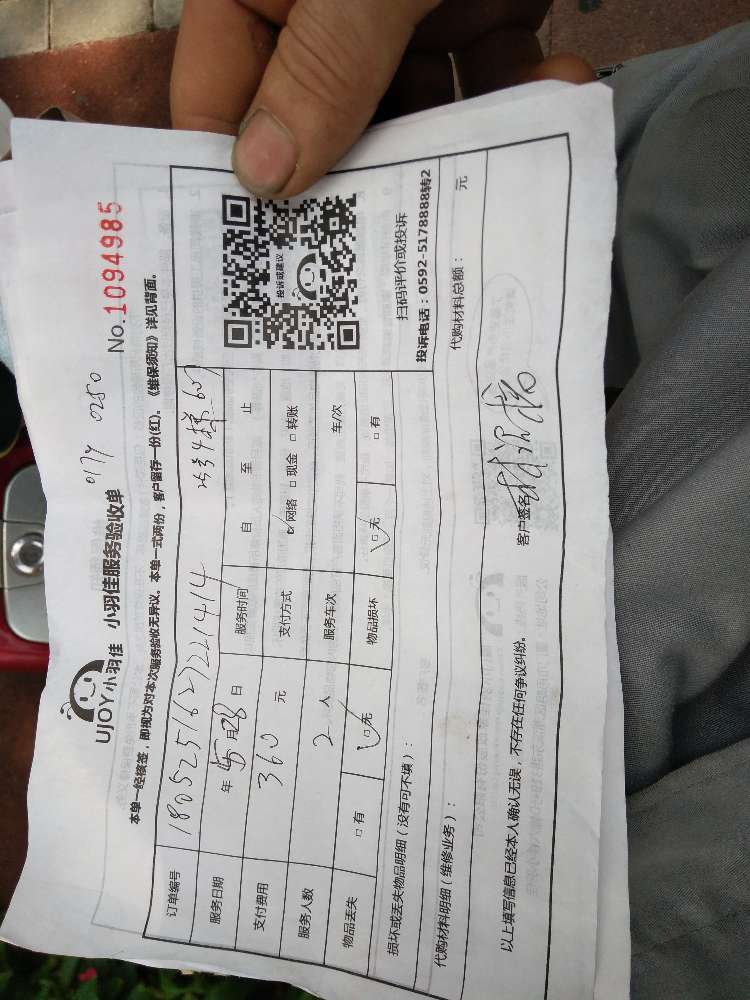 UJOY小羽佳 小羽佳服务验收单 0174 0250 No.1094985
本单一经核签，即视为对本次服务验收无异议。本单一式两份，客户留存一份(红)。《维保须知》详见背面。
订单编号 180525162722 1414
服务日期 年 5月28日 服务时间 自 至 止
支付费用 360 元 支付方式 ☑网络 □现金 □转账
服务人数 2 人 服务车次 车/次
物品丢失 □有 ☑无 物品损坏 ☑无 □有
投诉或建议
扫码评价或投诉
投诉电话：0592-5178888转2
损坏或丢失物品明细（没有可不填）：
代购材料明细（维修业务）： 代购材料总额： 元
以上填写信息已经本人确认无误，不存在任何争议纠纷。 客户签名